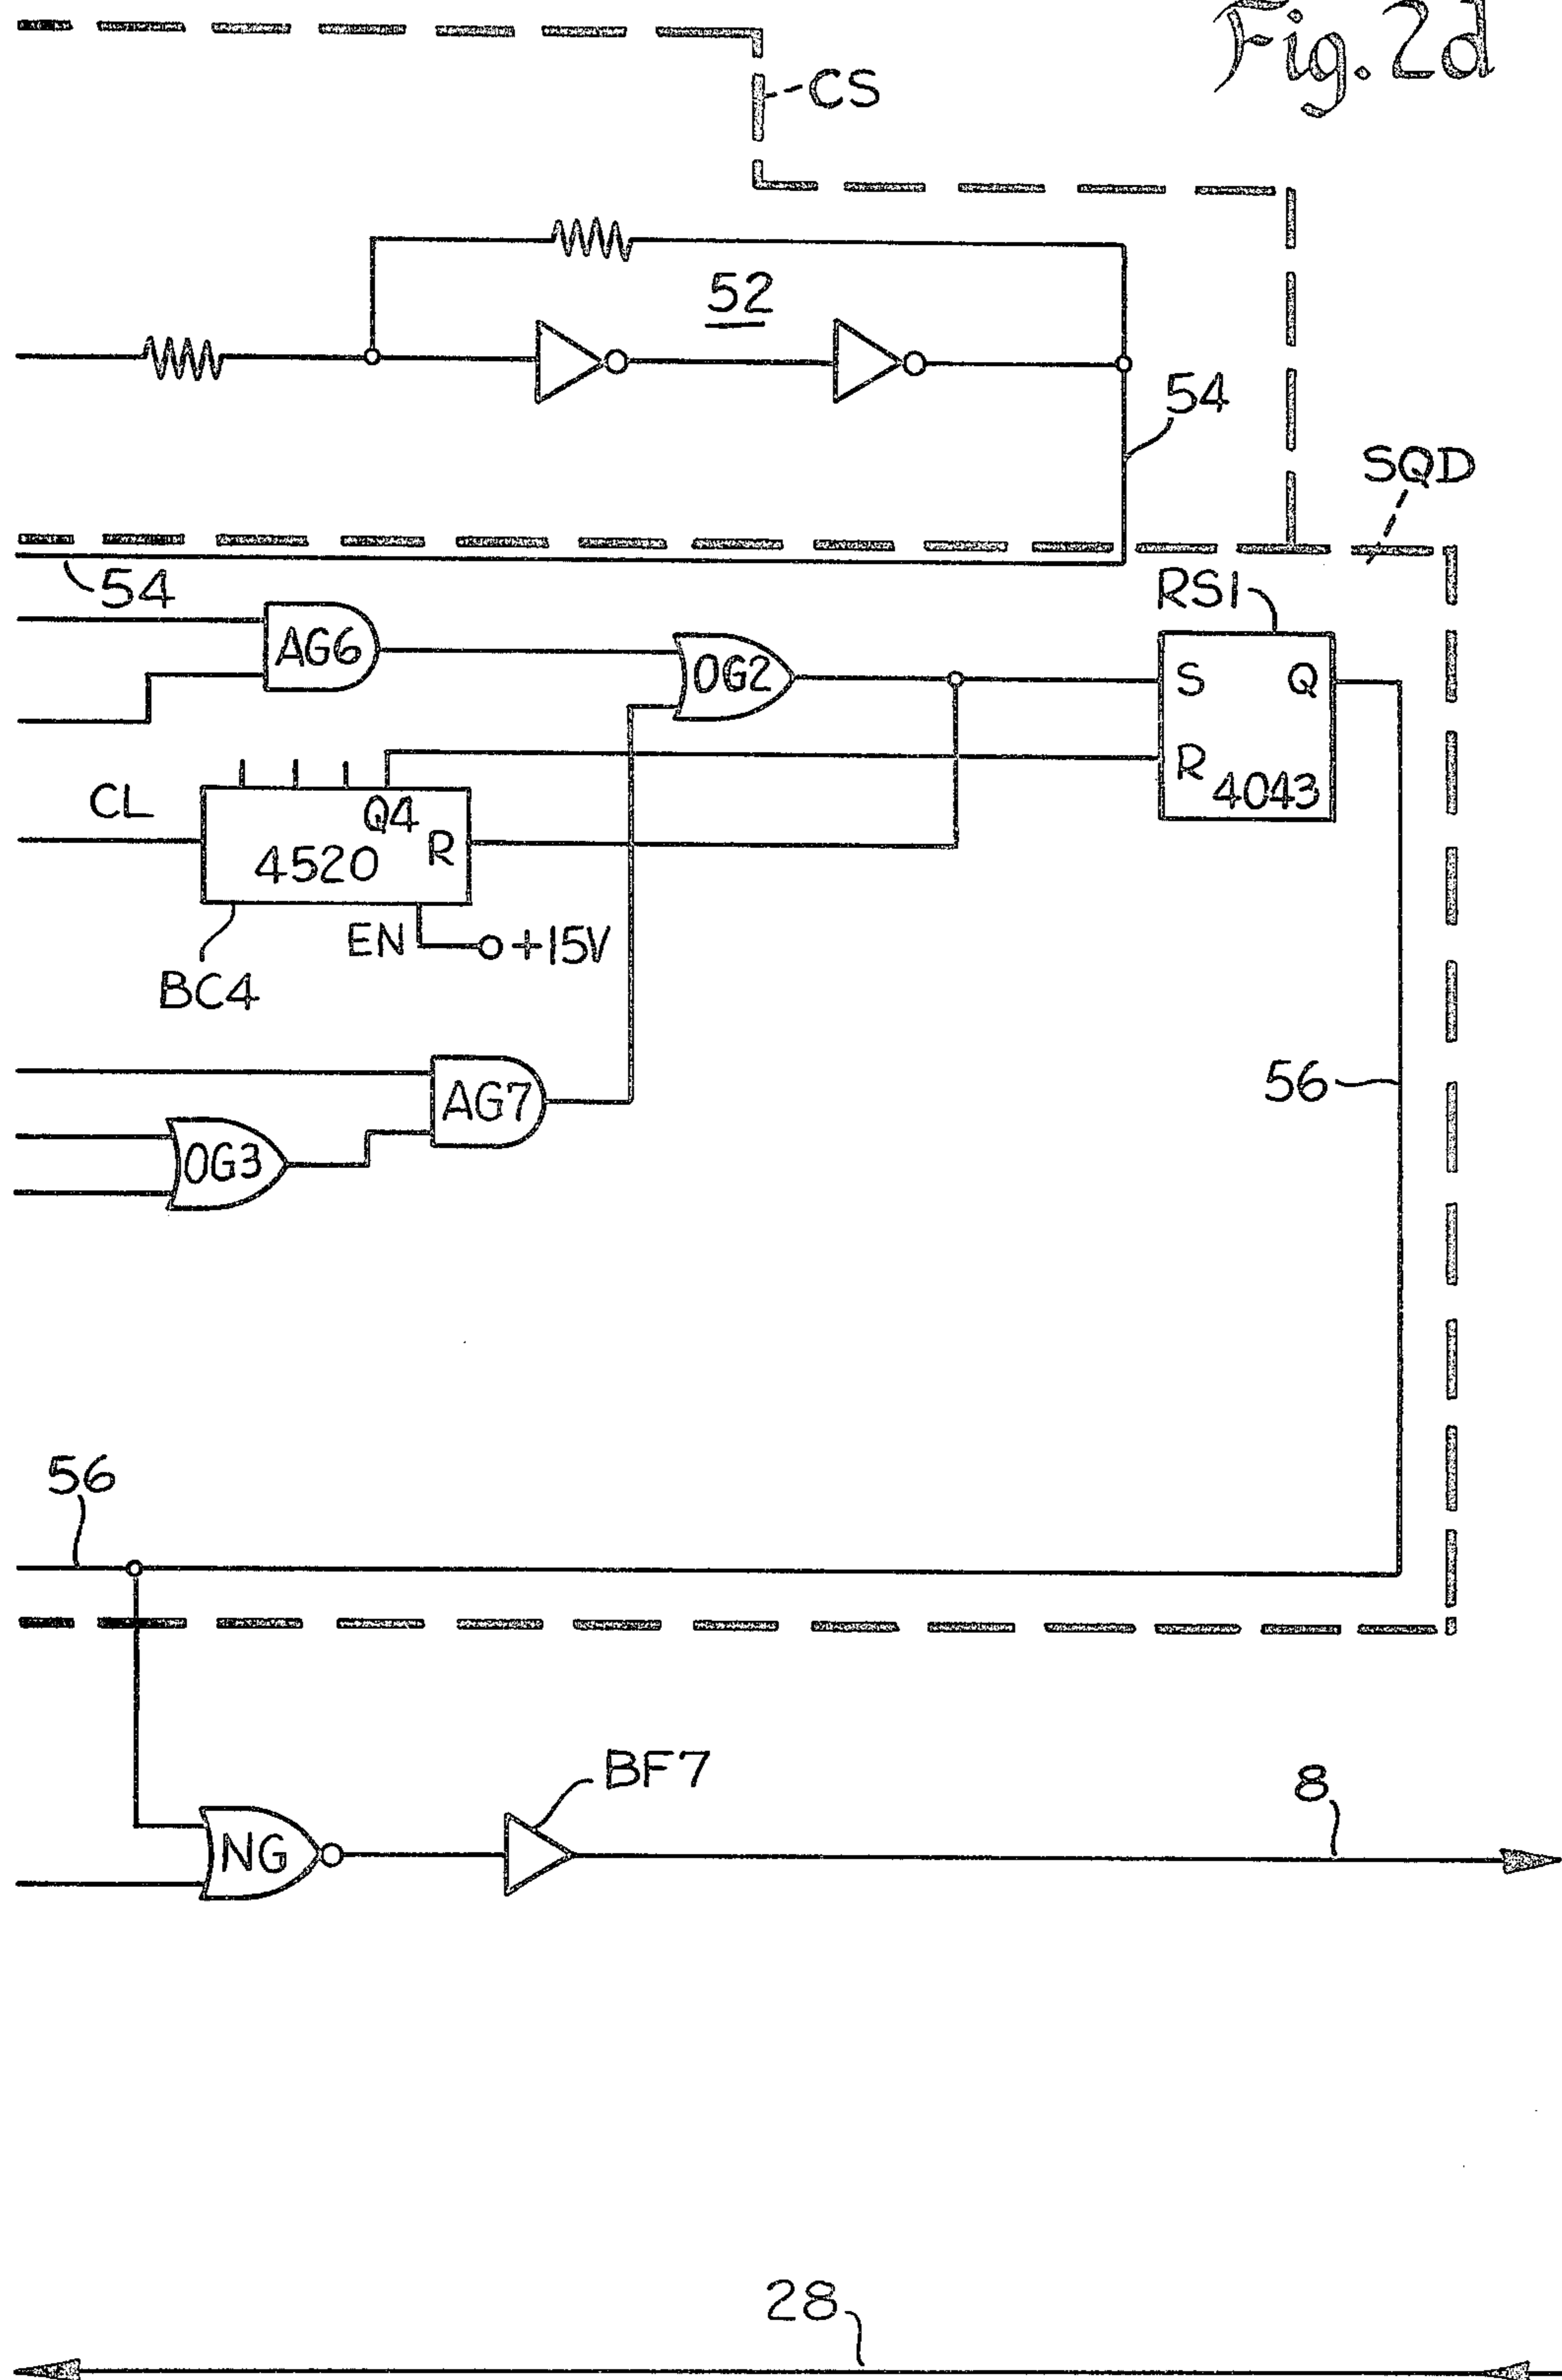 Fig. 2d
CS
52
54
SQD
54
RS1
AG6
OG2
S Q
R
4043
CL
Q4
4520 R
EN
+15V
BC4
AG7
56
OG3
56
BF7
8
NG
28